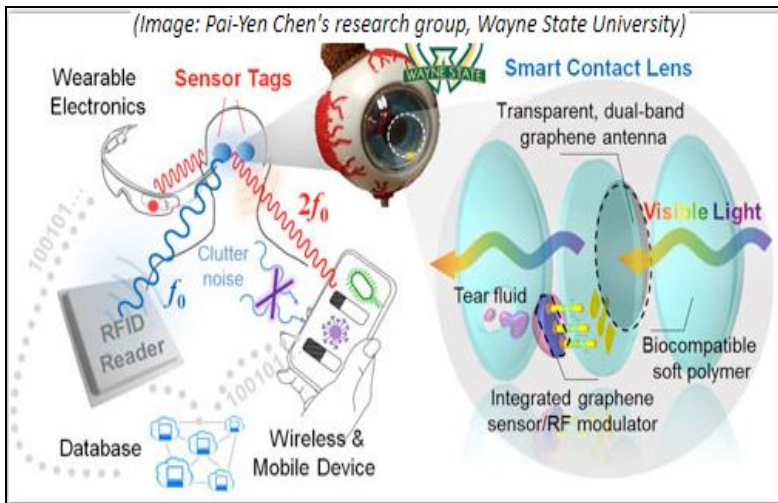 (Image: Pai-Yen Chen's research group, Wayne State University)
Wearable
Electronics
Sensor Tags
WAYNE STATE
Smart Contact Lens
Transparent, dual-band
graphene antenna
2f₀
Visible Light
100101...
Clutter
noise
f₀
Tear fluid
RFID
Reader
100101
Biocompatible
soft polymer
Integrated graphene
sensor/RF modulator
Database
Wireless &
Mobile Device